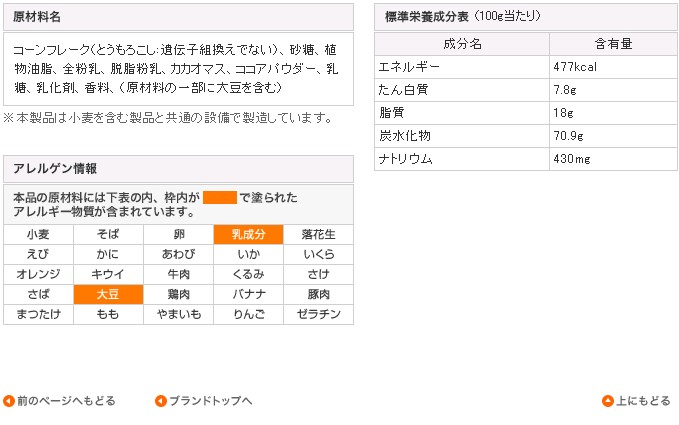 原材料名
コーンフレーク(とうもろこし:遺伝子組換えでない)、砂糖、植
物油脂、全粉乳、脱脂粉乳、カカオマス、ココアパウダー、乳
糖、乳化剤、香料、(原材料の一部に大豆を含む)
※本製品は小麦を含む製品と共通の設備で製造しています。
アレルゲン情報
本品の原材料には下表の内、枠内が で塗られた
アレルギー物質が含まれています。
小麦 そば 卵 乳成分 落花生
えび かに あわび いか いくら
オレンジ キウイ 牛肉 くるみ さけ
さば 大豆 鶏肉 バナナ 豚肉
まつたけ もも やまいも りんご ゼラチン
標準栄養成分表 (100g当たり)
成分名 含有量
エネルギー 477kcal
たん白質 7.8g
脂質 18g
炭水化物 70.9g
ナトリウム 430mg
前のページへもどる ブランドトップへ 上にもどる